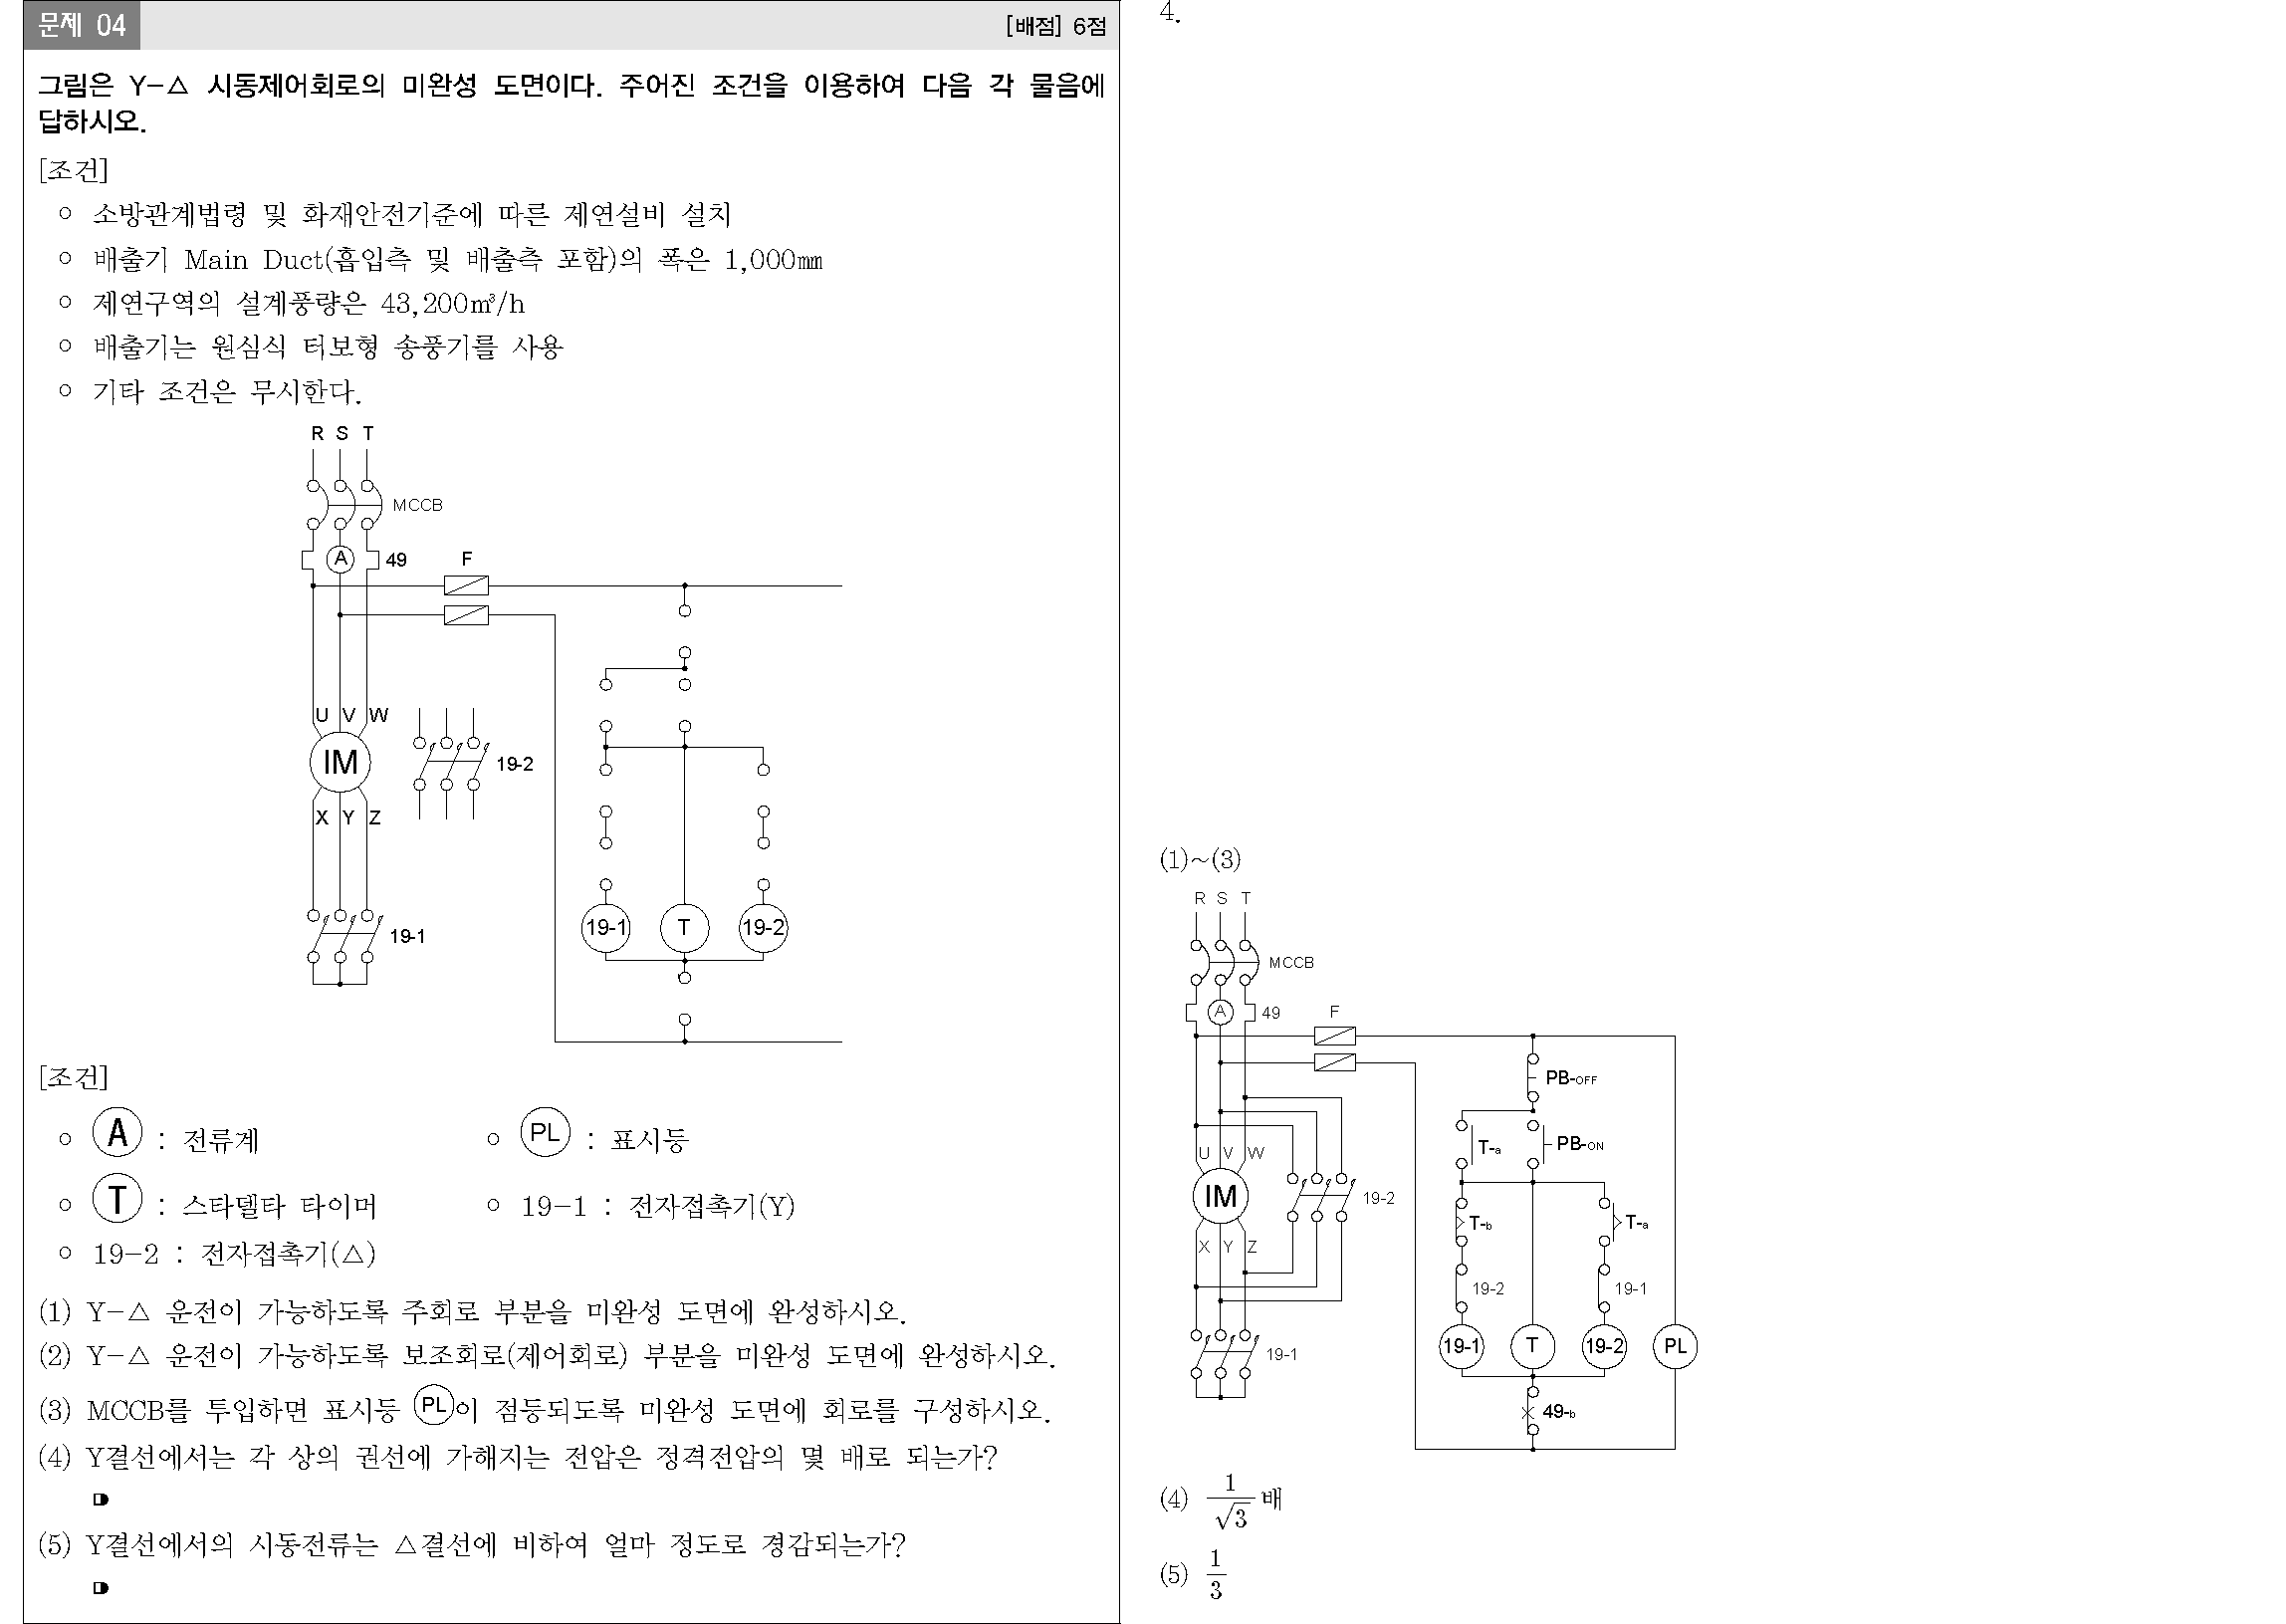 문제 04
[배점] 6점
그림은 Y-△ 시동제어회로의 미완성 도면이다. 주어진 조건을 이용하여 다음 각 물음에
답하시오.
[조건]
○ 소방관계법령 및 화재안전기준에 따른 제연설비 설치
○ 배출기 Main Duct(흡입측 및 배출측 포함)의 폭은 1,000㎜
○ 제연구역의 설계풍량은 43,200㎥/h
○ 배출기는 원심식 터보형 송풍기를 사용
○ 기타 조건은 무시한다.
R S T
MCCB
A 49 F
U V W
IM
19-2
X Y Z
19-1 T 19-2
19-1
[조건]
○ A : 전류계 ○ PL : 표시등
○ T : 스타델타 타이머 ○ 19-1 : 전자접촉기(Y)
○ 19-2 : 전자접촉기(△)
(1) Y-△ 운전이 가능하도록 주회로 부분을 미완성 도면에 완성하시오.
(2) Y-△ 운전이 가능하도록 보조회로(제어회로) 부분을 미완성 도면에 완성하시오.
(3) MCCB를 투입하면 표시등 PL이 점등되도록 미완성 도면에 회로를 구성하시오.
(4) Y결선에서는 각 상의 권선에 가해지는 전압은 정격전압의 몇 배로 되는가?
(5) Y결선에서의 시동전류는 △결선에 비하여 얼마 정도로 경감되는가?
4.
(1)~(3)
R S T
MCCB
A 49 F
PB-OFF
T-a PB-ON
U V W
IM 19-2
T-b T-a
X Y Z
19-2 19-1
19-1 T 19-2 PL
19-1
49-b
(4) 1/√3 배
(5) 1/3